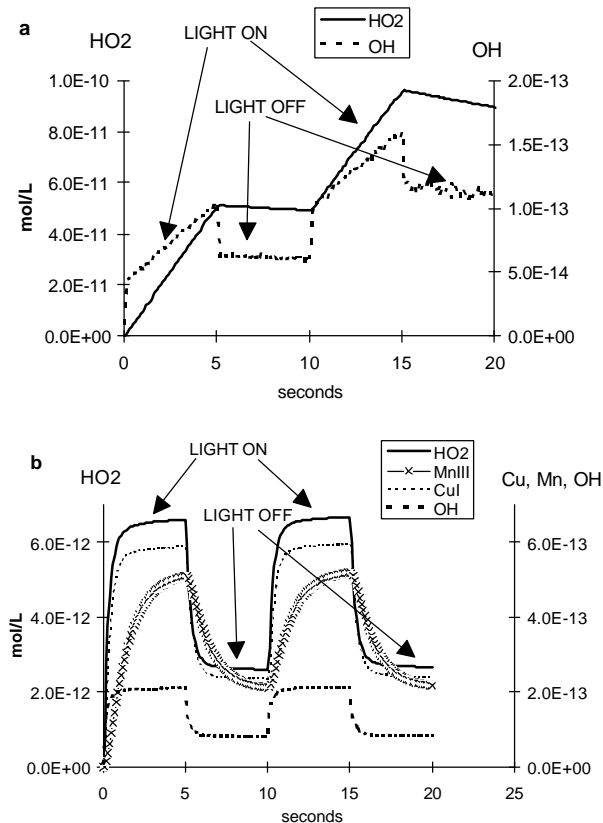 a
HO2
LIGHT ON
HO2
OH
OH
1.0E-10
8.0E-11
6.0E-11
4.0E-11
2.0E-11
0.0E+00
mol/L
LIGHT OFF
2.0E-13
1.5E-13
1.0E-13
5.0E-14
0.0E+00
0 5 10 15 20
seconds
b
HO2
LIGHT ON
LIGHT OFF
HO2
MnIII
CuI
OH
Cu, Mn, OH
6.0E-12
4.0E-12
2.0E-12
0.0E+00
mol/L
6.0E-13
4.0E-13
2.0E-13
0.0E+00
0 5 10 15 20 25
seconds